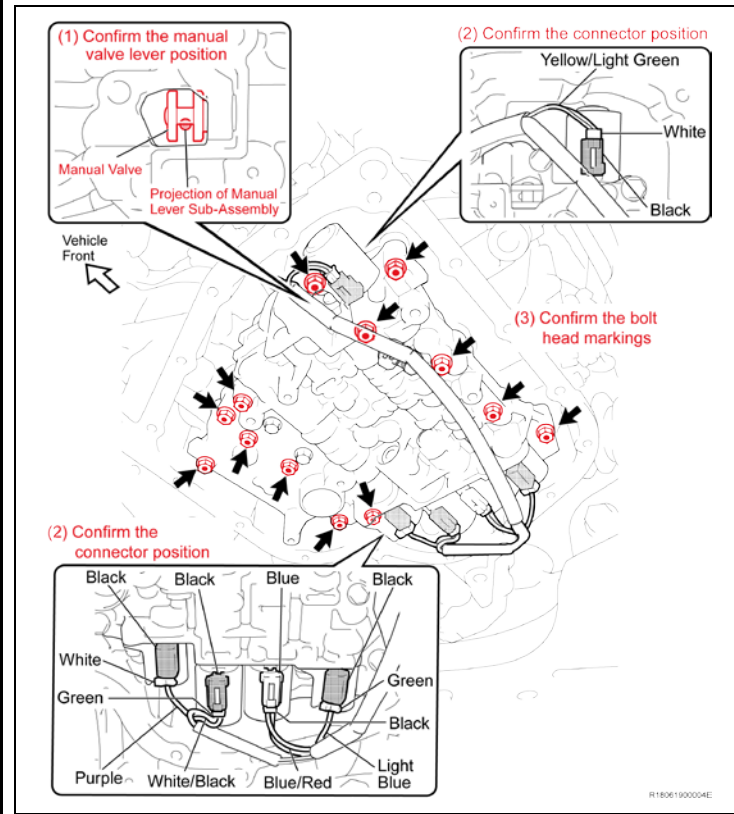 (1) Confirm the manual
valve lever position
Manual Valve
Projection of Manual
Lever Sub-Assembly
(2) Confirm the connector position
Yellow/Light Green
White
Black
Vehicle
Front
(3) Confirm the bolt
head markings
(2) Confirm the
connector position
Black
Black
Blue
Black
White
Green
Green
Black
Purple
White/Black
Blue/Red
Light
Blue
R18061900004E